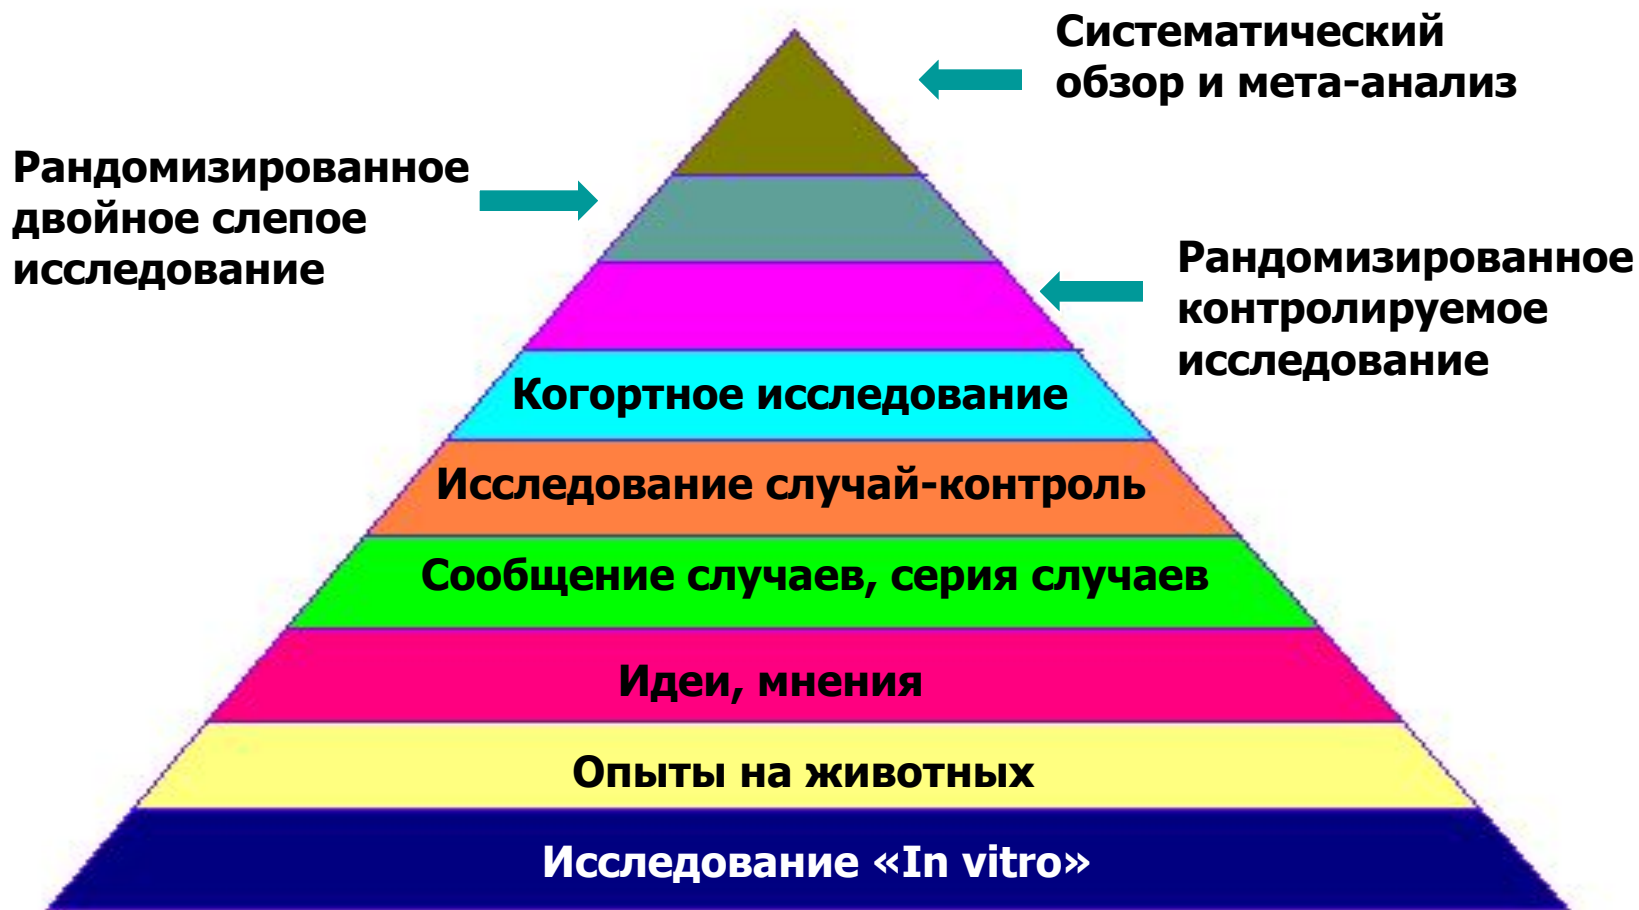 Систематический
обзор и мета-анализ
Рандомизированное
двойное слепое
исследование
Рандомизированное
контролируемое
исследование
Когортное исследование
Исследование случай-контроль
Сообщение случаев, серия случаев
Идеи, мнения
Опыты на животных
Исследование «In vitro»